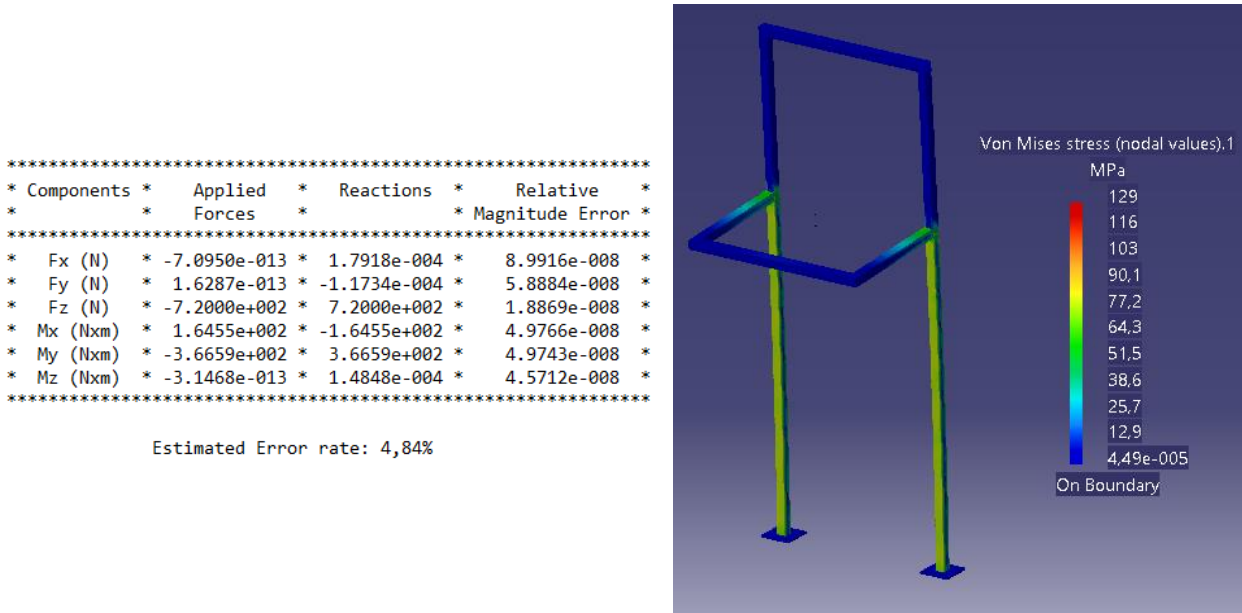 **************************************************************
* Components *    Applied    *   Reactions  *     Relative    *
*            *    Forces     *              * Magnitude Error *
**************************************************************
*   Fx (N)   * -7.0950e-013 *  1.7918e-004 *   8.9916e-008   *
*   Fy (N)   *  1.6287e-013 * -1.1734e-004 *   5.8884e-008   *
*   Fz (N)   * -7.2000e+002 *  7.2000e+002 *   1.8869e-008   *
*  Mx (Nxm)  *  1.6455e+002 * -1.6455e+002 *   4.9766e-008   *
*  My (Nxm)  * -3.6659e+002 *  3.6659e+002 *   4.9743e-008   *
*  Mz (Nxm)  * -3.1468e-013 *  1.4848e-004 *   4.5712e-008   *
**************************************************************
Estimated Error rate: 4,84%
Von Mises stress (nodal values).1
MPa
129
116
103
90,1
77,2
64,3
51,5
38,6
25,7
12,9
4,49e-005
On Boundary